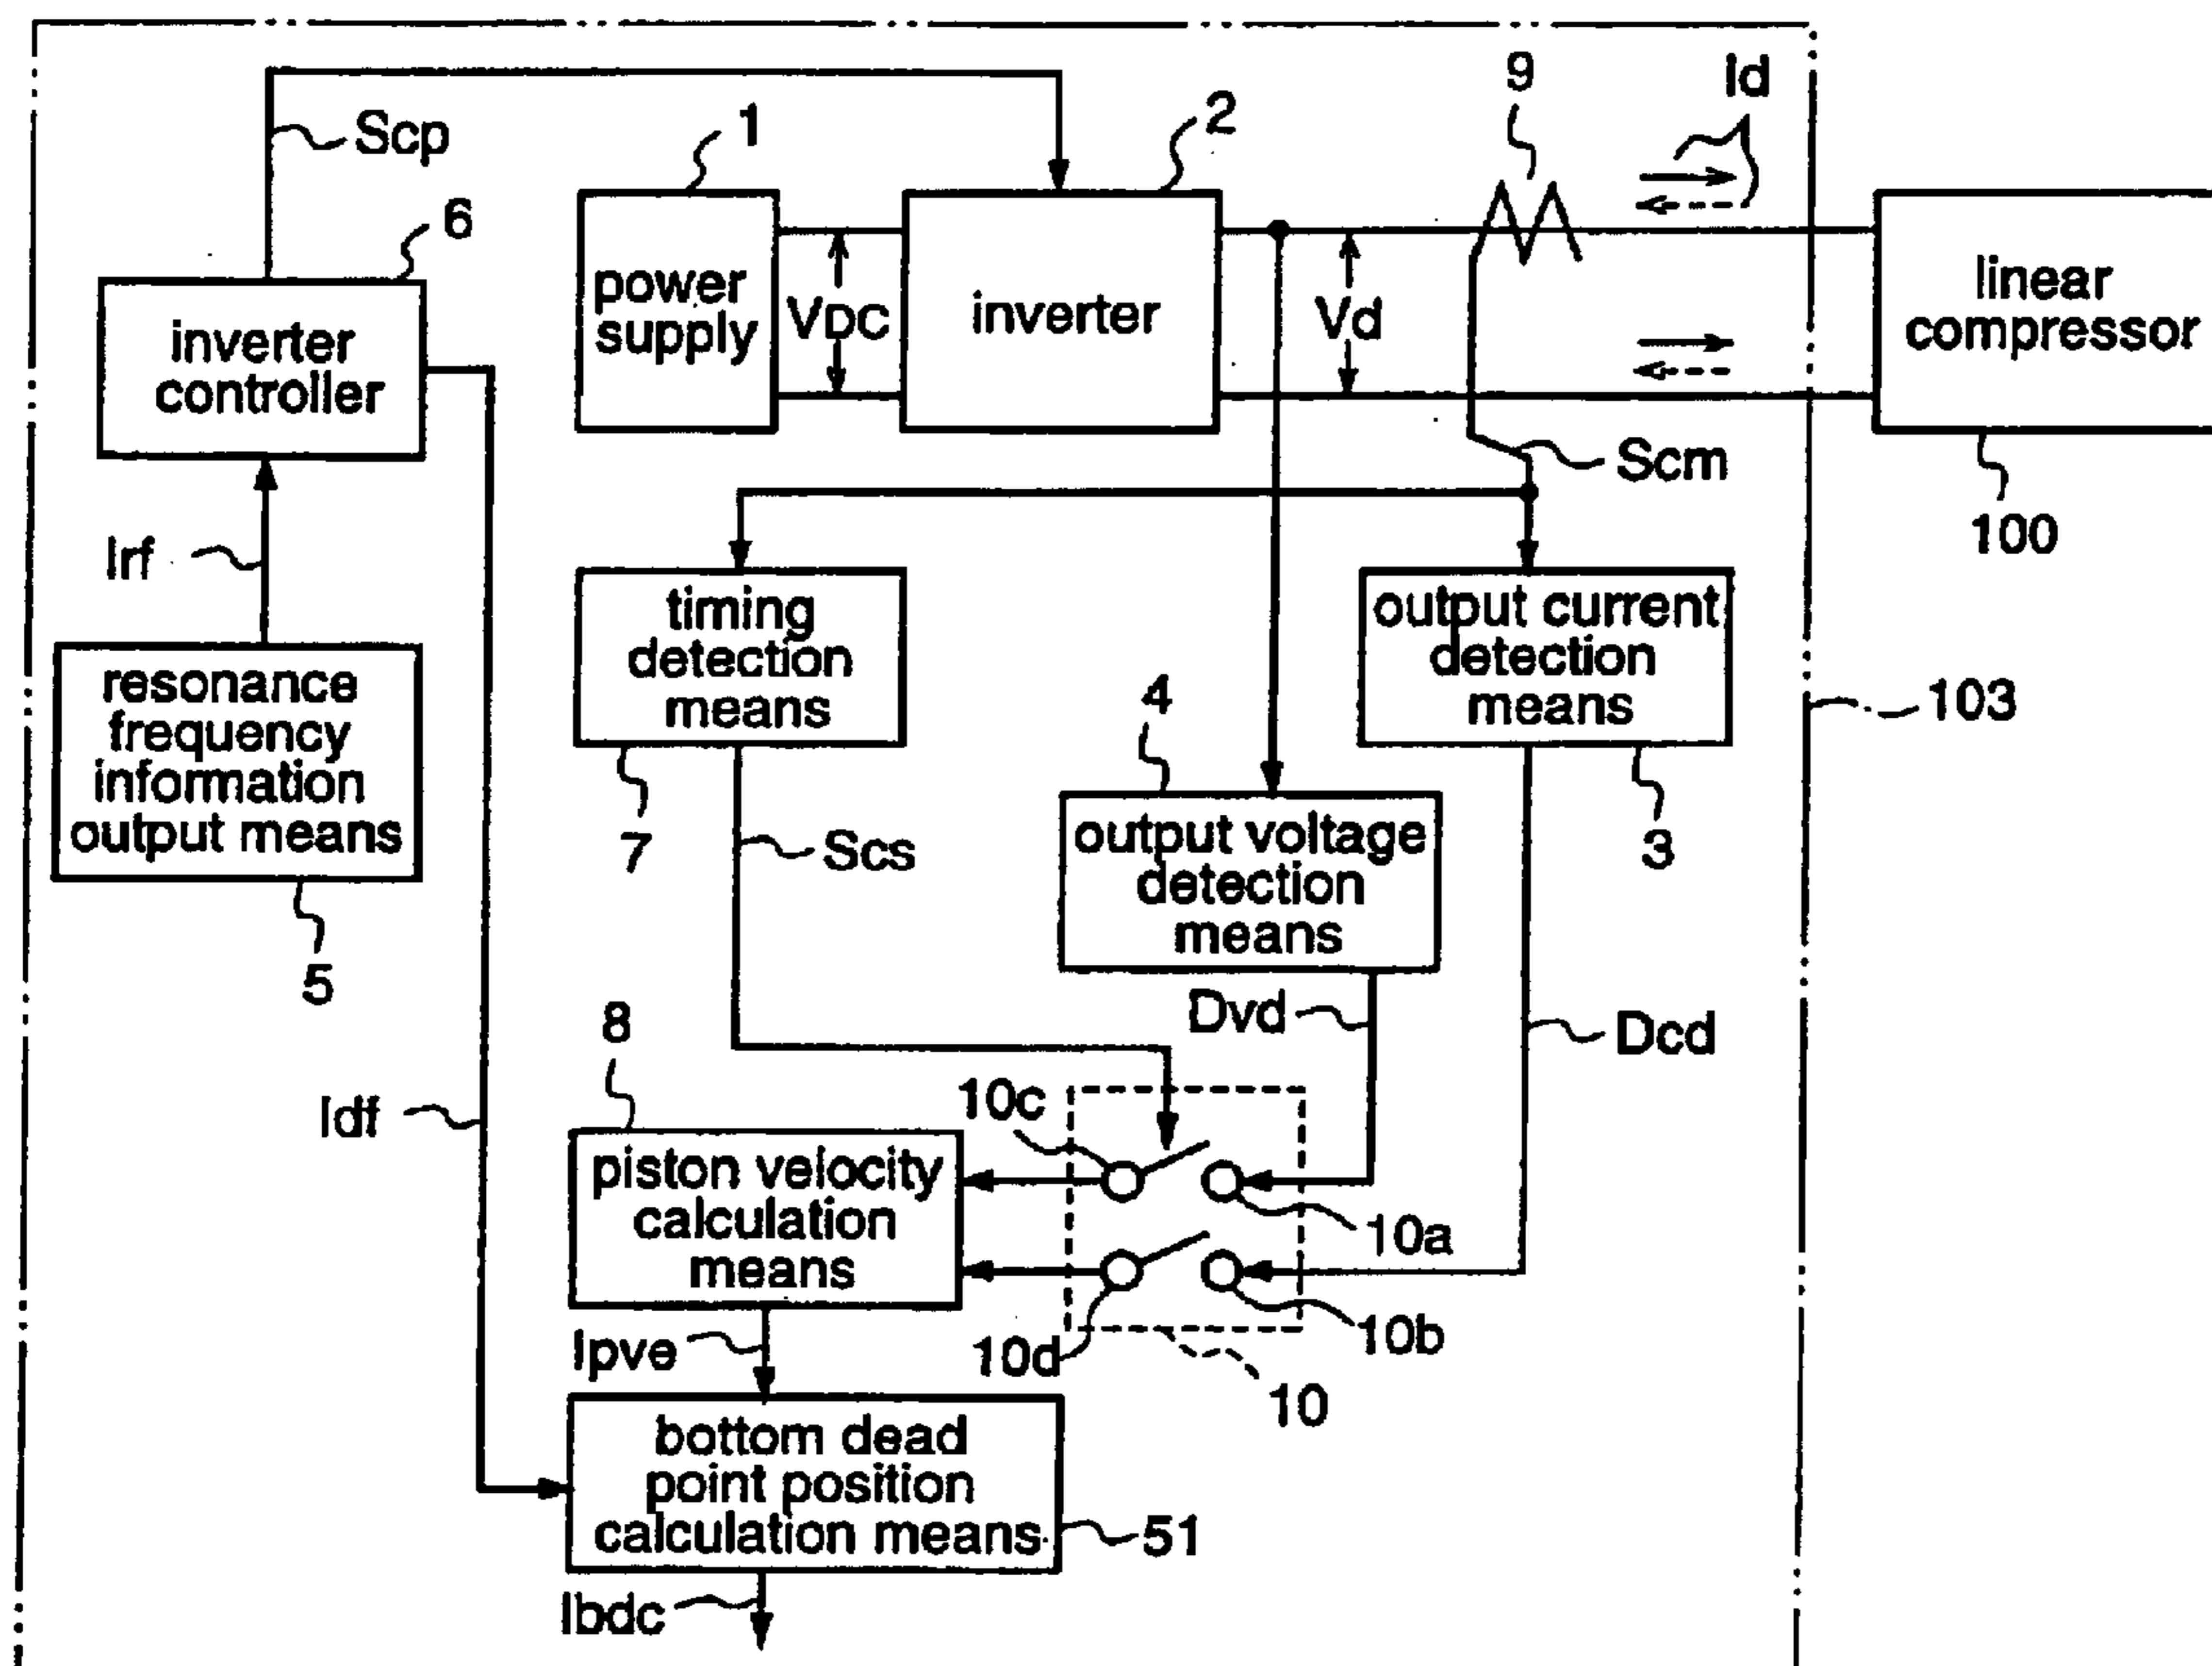 9
Id
1
2
Scp
6
power
supply
VDC
inverter
Vd
linear
compressor
inverter
controller
Scm
100
Irf
timing
detection
means
output current
detection
means
resonance
frequency
information
output means
4
103
7
Scs
output voltage
detection
means
3
5
8
Dvd
Dcd
10c
Idf
piston velocity
calculation
means
10a
10b
Ipve
10d
10
bottom dead
point position
calculation means
51
Ibdc